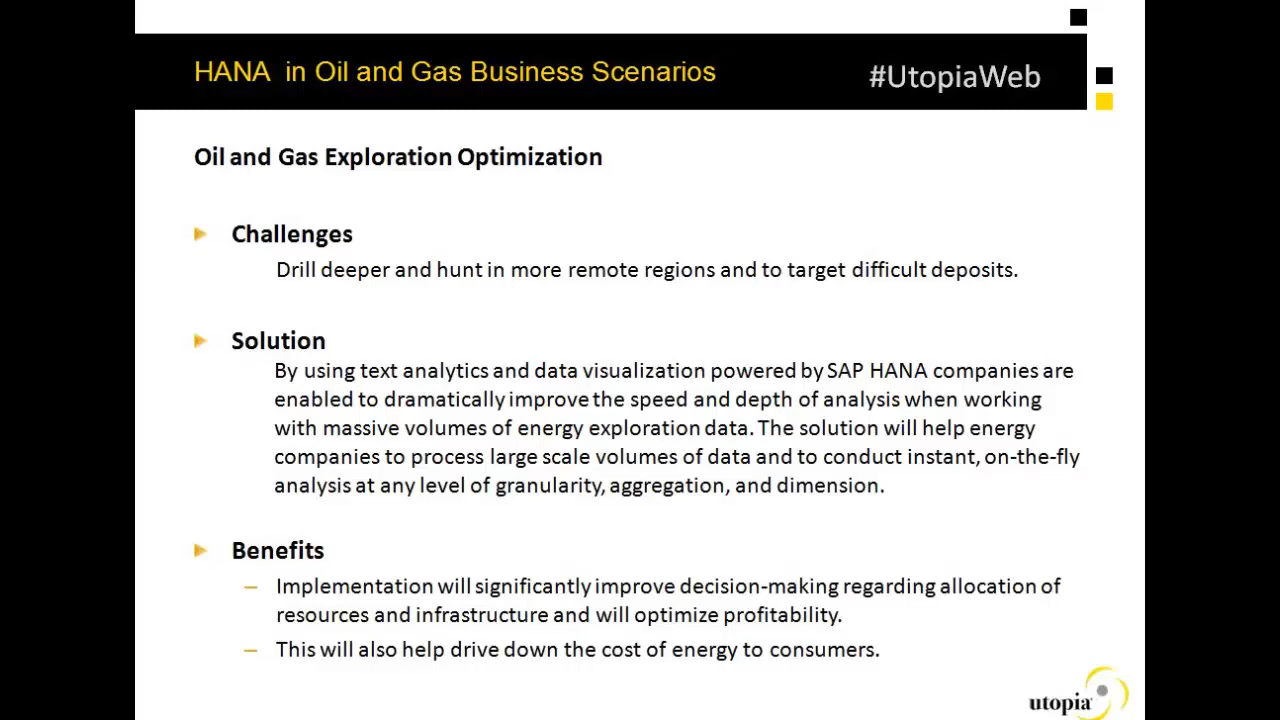 HANA in Oil and Gas Business Scenarios
#UtopiaWeb
Oil and Gas Exploration Optimization
Challenges
Drill deeper and hunt in more remote regions and to target difficult deposits.
Solution
By using text analytics and data visualization powered by SAP HANA companies are
enabled to dramatically improve the speed and depth of analysis when working
with massive volumes of energy exploration data. The solution will help energy
companies to process large scale volumes of data and to conduct instant, on-the-fly
analysis at any level of granularity, aggregation, and dimension.
Benefits
– Implementation will significantly improve decision-making regarding allocation of
resources and infrastructure and will optimize profitability.
– This will also help drive down the cost of energy to consumers.
utopia